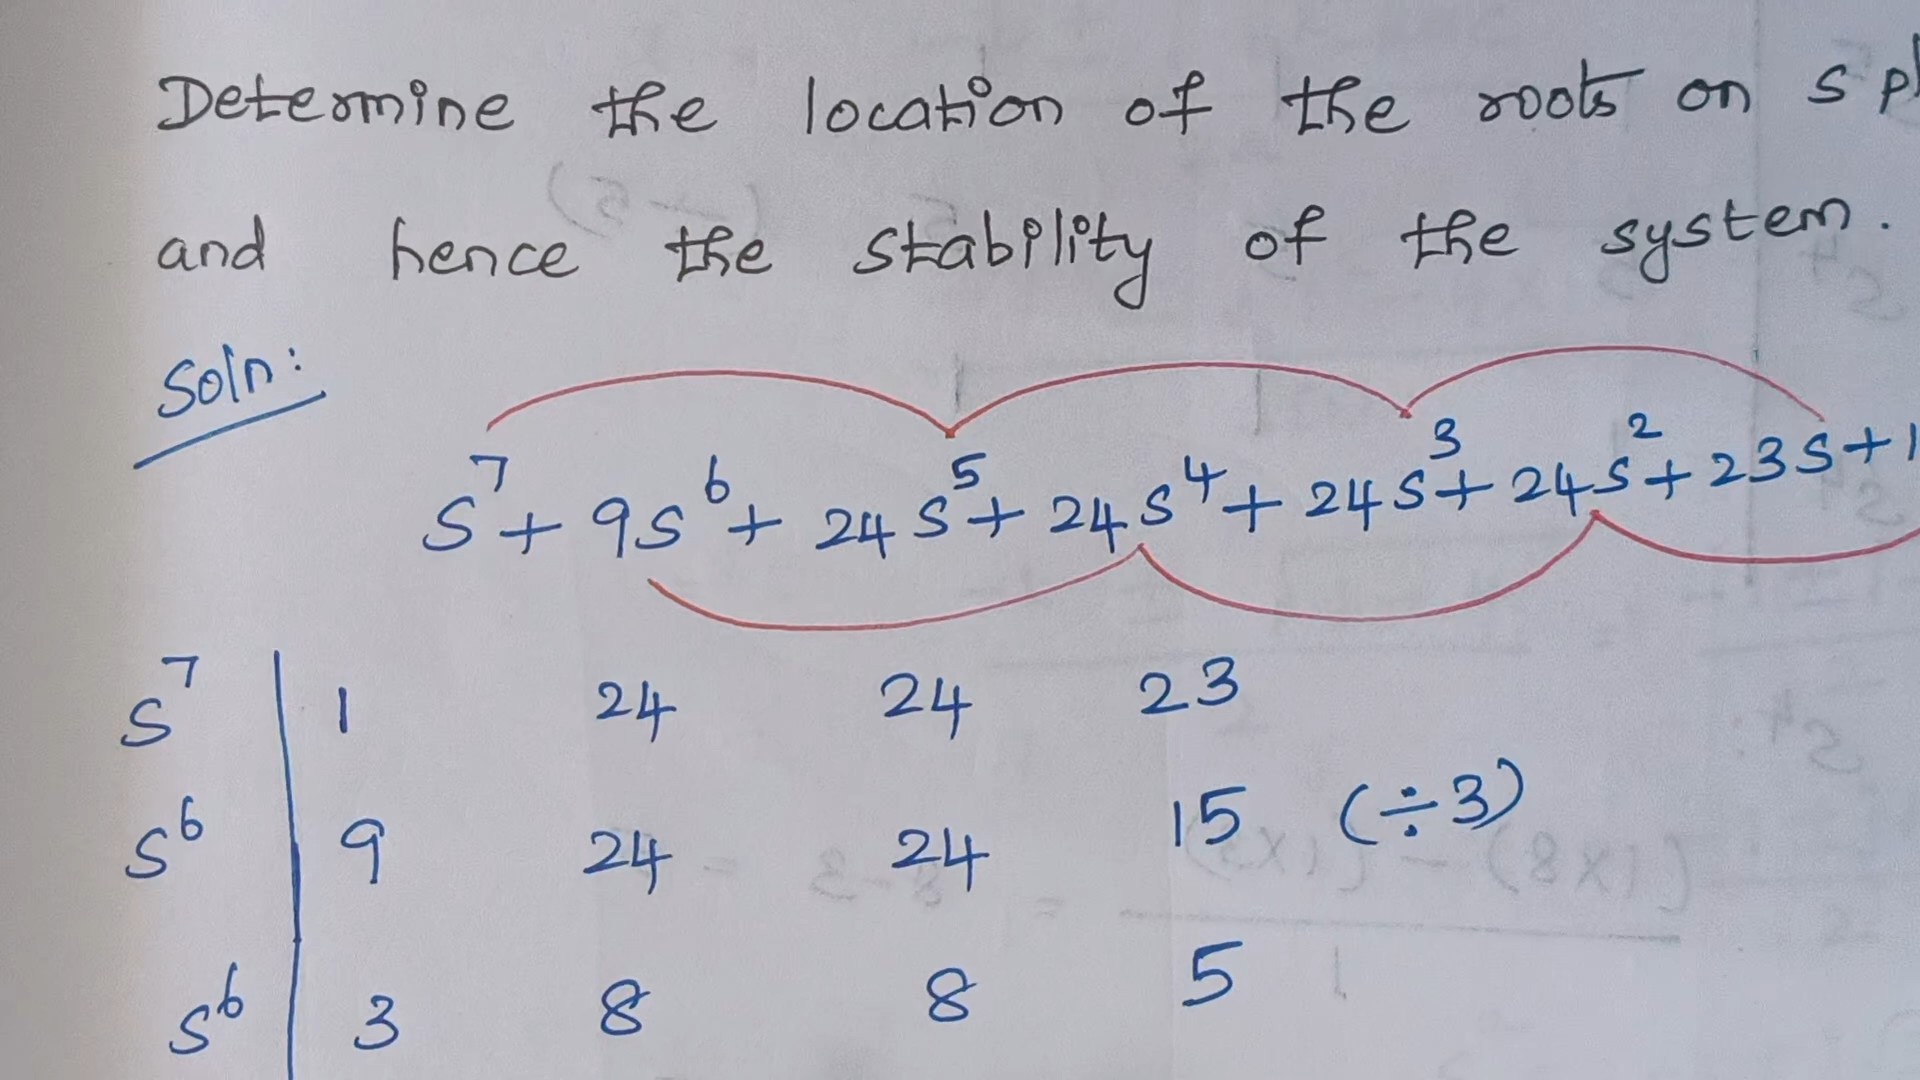 Determine the location of the roots on s pl
and hence the stability of the system.
Soln:
s⁷ + 9s⁶ + 24s⁵ + 24s⁴ + 24s³ + 24s² + 23s + 1
s⁷ | 1 24 24 23
s⁶ | 9 24 24 15 (÷3)
s⁶ | 3 8 8 5